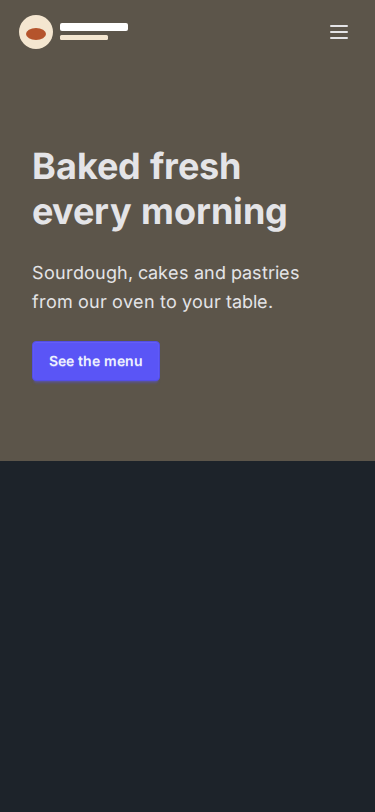 Baked fresh
every morning
Sourdough, cakes and pastries
from our oven to your table.
See the menu